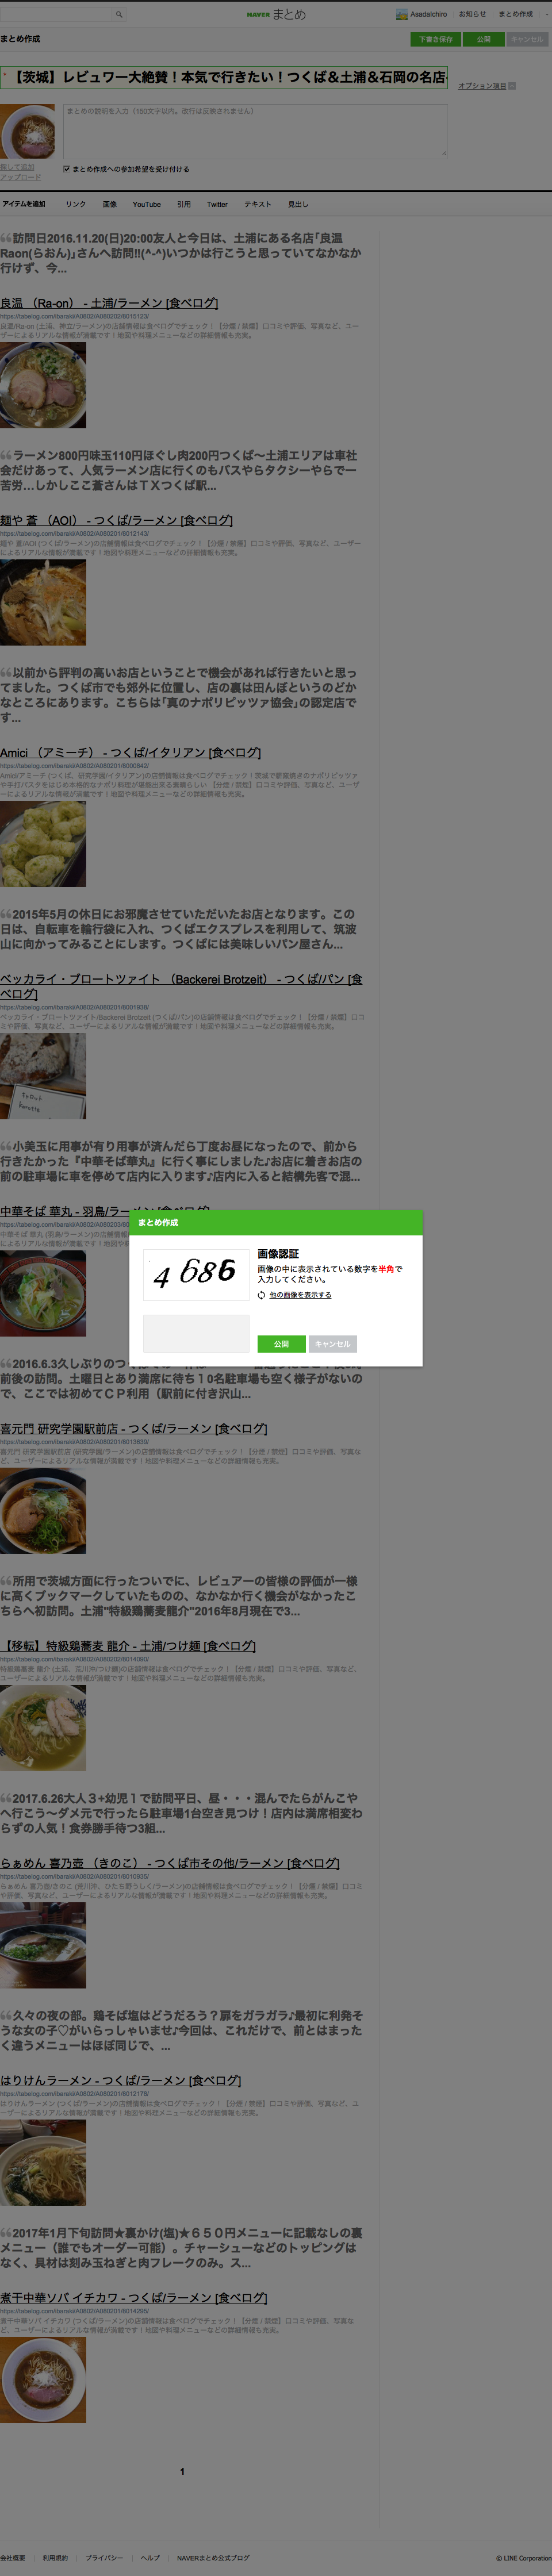 NAVER まとめ
AsadaIchiro お知らせ まとめ作成
まとめ作成
下書き保存 公開 キャンセル
【茨城】レビュワー大絶賛！本気で行きたい！つくば＆土浦＆石岡の名店
オプション項目
まとめの説明を入力（150文字以内。改行は反映されません）
探して追加
アップロード
まとめ作成への参加希望を受け付ける
アイテムを追加 リンク 画像 YouTube 引用 Twitter テキスト 見出し
訪問日2016.11.20(日)20:00友人と今日は、土浦にある名店｢良温
Raon(らおん)｣さんへ訪問!!(^-^)いつかは行こうと思っていてなかなか
行けず、今...
良温 （Ra-on） - 土浦/ラーメン [食べログ]
https://tabelog.com/ibaraki/A0802/A080202/8015123/
良温/Ra-on (土浦、神立/ラーメン)の店舗情報は食べログでチェック！【分煙 / 禁煙】口コミや評価、写真など、ユー
ザーによるリアルな情報が満載です！地図や料理メニューなどの詳細情報も充実。
ラーメン800円味玉110円ほぐし肉200円つくば〜土浦エリアは車社
会だけあって、人気ラーメン店に行くのもバスやらタクシーやらで一
苦労…しかしここ蒼さんはＴＸつくば駅...
麺や 蒼 （AOI） - つくば/ラーメン [食べログ]
https://tabelog.com/ibaraki/A0802/A080201/8012143/
麺や 蒼/AOI (つくば/ラーメン)の店舗情報は食べログでチェック！【分煙 / 禁煙】口コミや評価、写真など、ユーザー
によるリアルな情報が満載です！地図や料理メニューなどの詳細情報も充実。
以前から評判の高いお店ということで機会があれば行きたいと思っ
てました。つくば市でも郊外に位置し、店の裏は田んぼというのどか
なところにあります。こちらは｢真のナポリピッツァ協会｣の認定店で
す...
Amici （アミーチ） - つくば/イタリアン [食べログ]
https://tabelog.com/ibaraki/A0802/A080201/8000842/
Amici/アミーチ (つくば、研究学園/イタリアン)の店舗情報は食べログでチェック！茨城で薪窯焼きのナポリピッツァ
や手打パスタをはじめ本格的なナポリ料理が堪能出来る素晴らしい 【分煙 / 禁煙】口コミや評価、写真など、ユーザ
ーによるリアルな情報が満載です！地図や料理メニューなどの詳細情報も充実。
2015年5月の休日にお邪魔させていただいたお店となります。この
日は、自転車を輪行袋に入れ、つくばエクスプレスを利用して、筑波
山に向かってみることにします。つくばには美味しいパン屋さん...
ベッカライ・ブロートツァイト （Backerei Brotzeit） - つくば/パン [食
べログ]
https://tabelog.com/ibaraki/A0802/A080201/8001938/
ベッカライ・ブロートツァイト/Backerei Brotzeit (つくば/パン)の店舗情報は食べログでチェック！【分煙 / 禁煙】口コ
ミや評価、写真など、ユーザーによるリアルな情報が満載です！地図や料理メニューなどの詳細情報も充実。
小美玉に用事が有り用事が済んだら丁度お昼になったので、前から
行きたかった『中華そば華丸』に行く事にしました♪お店に着きお店の
前の駐車場に車を停めて店内に入ります♪店内に入ると結構先客で混...
中華そば 華丸 - 羽鳥/ラーメン [食べログ]
https://tabelog.com/ibaraki/A0802/A080203/80
中華そば 華丸 (羽鳥/ラーメン)の店舗情報
によるリアルな情報が満載です！地図や料
まとめ作成
4686
画像認証
画像の中に表示されている数字を半角で
入力してください。
他の画像を表示する
公開 キャンセル
2016.6.3久しぶりのつくば
前後の訪問。土曜日とあり満席に待ち１０名駐車場も空く様子がないの
で、ここでは初めてＣＰ利用（駅前に付き沢山...
喜元門 研究学園駅前店 - つくば/ラーメン [食べログ]
https://tabelog.com/ibaraki/A0802/A080201/8013639/
喜元門 研究学園駅前店 (研究学園/ラーメン)の店舗情報は食べログでチェック！【分煙 / 禁煙】口コミや評価、写真な
ど、ユーザーによるリアルな情報が満載です！地図や料理メニューなどの詳細情報も充実。
所用で茨城方面に行ったついでに、レビュアーの皆様の評価が一様
に高くブックマークしていたものの、なかなか行く機会がなかったこ
ちらへ初訪問。土浦"特級鶏蕎麦龍介"2016年8月現在で3...
【移転】特級鶏蕎麦 龍介 - 土浦/つけ麺 [食べログ]
https://tabelog.com/ibaraki/A0802/A080202/8014090/
特級鶏蕎麦 龍介 (土浦、荒川沖/つけ麺)の店舗情報は食べログでチェック！【分煙 / 禁煙】口コミや評価、写真など、
ユーザーによるリアルな情報が満載です！地図や料理メニューなどの詳細情報も充実。
2017.6.26大人３+幼児１で訪問平日、昼・・・混んでたらがんこや
へ行こう〜ダメ元で行ったら駐車場1台空き見つけ！店内は満席相変わ
らずの人気！食券勝手待つ3組...
らぁめん 喜乃壺 （きのこ） - つくば市その他/ラーメン [食べログ]
https://tabelog.com/ibaraki/A0802/A080201/8010935/
らぁめん 喜乃壺/きのこ (荒川沖、ひたち野うしく/ラーメン)の店舗情報は食べログでチェック！【分煙 / 禁煙】口コミ
や評価、写真など、ユーザーによるリアルな情報が満載です！地図や料理メニューなどの詳細情報も充実。
久々の夜の部。鶏そば塩はどうだろう？扉をガラガラ♪最初に利発そ
うな女の子♡がいらっしゃいませ♪今回は、これだけで、前とはまった
く違うメニューはほぼ同じで、...
はりけんラーメン - つくば/ラーメン [食べログ]
https://tabelog.com/ibaraki/A0802/A080201/8012178/
はりけんラーメン (つくば/ラーメン)の店舗情報は食べログでチェック！【分煙 / 禁煙】口コミや評価、写真など、ユ
ーザーによるリアルな情報が満載です！地図や料理メニューなどの詳細情報も充実。
2017年1月下旬訪問★裏かけ(塩)★６５０円メニューに記載なしの裏
メニュー（誰でもオーダー可能）。チャーシューなどのトッピングは
なく、具材は刻み玉ねぎと肉フレークのみ。ス...
煮干中華ソバ イチカワ - つくば/ラーメン [食べログ]
https://tabelog.com/ibaraki/A0802/A080201/8014295/
煮干中華ソバ イチカワ (つくば/ラーメン)の店舗情報は食べログでチェック！【分煙 / 禁煙】口コミや評価、写真な
ど、ユーザーによるリアルな情報が満載です！地図や料理メニューなどの詳細情報も充実。
1
会社概要 利用規約 プライバシー ヘルプ NAVERまとめ公式ブログ
© LINE Corporation